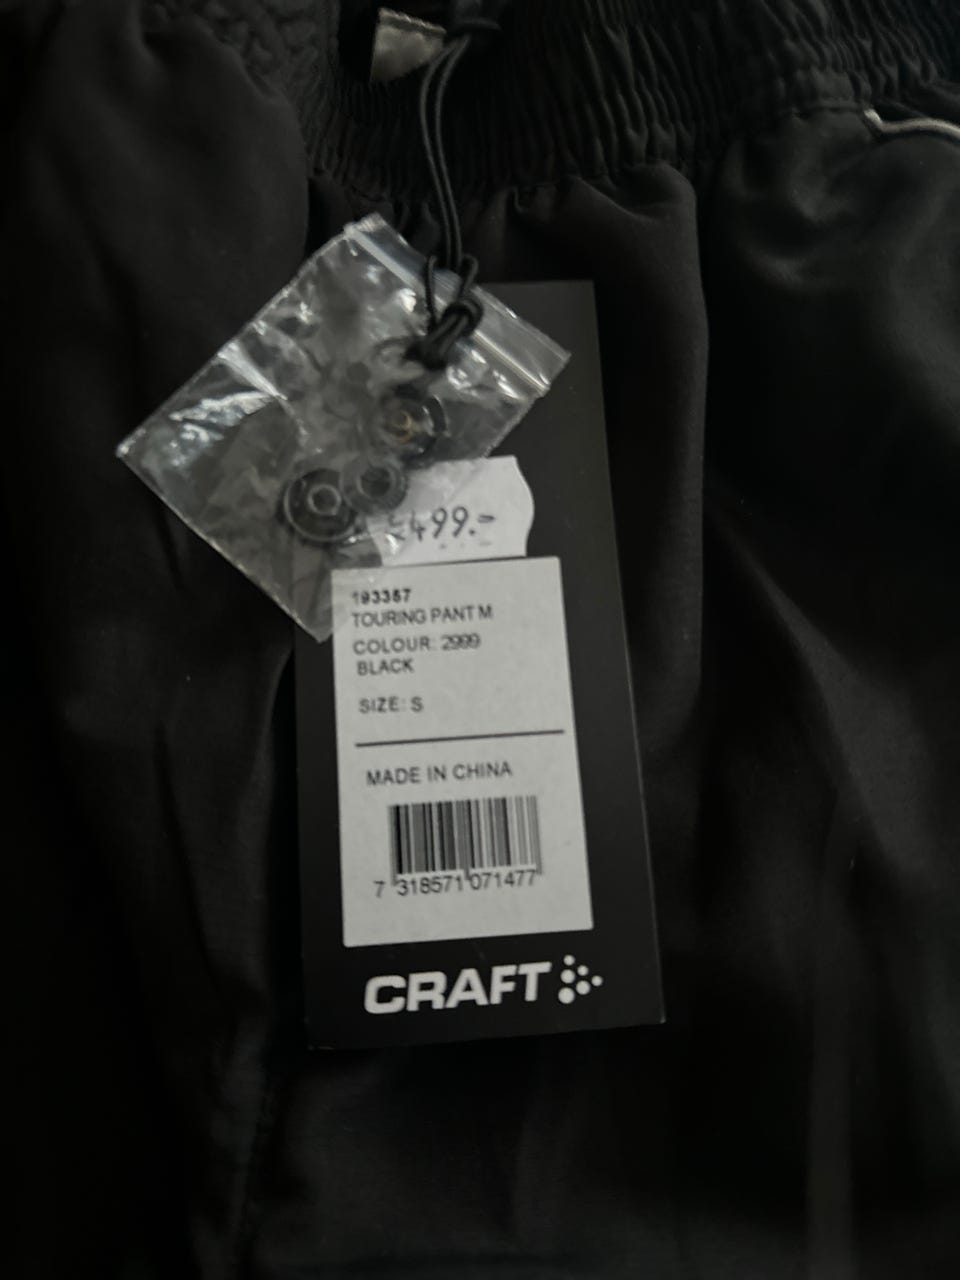 499.-
193357
TOURING PANT M
COLOUR: 2999
BLACK
SIZE: S
MADE IN CHINA
7 318571 071477
CRAFT